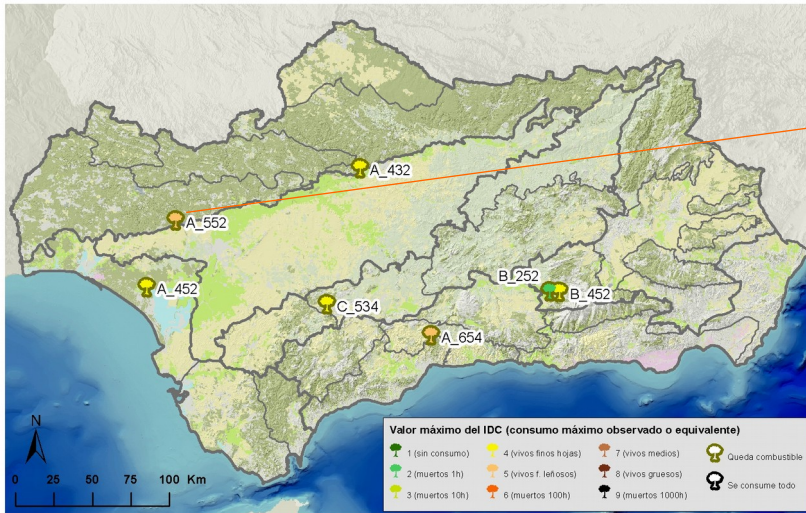 A_432
A_552
A_452
B_252
B_452
C_534
A_654
N
0 25 50 100 Km
Valor máximo del IDC (consumo máximo observado o equivalente)
1 (sin consumo) 4 (vivos finos hojas) 7 (vivos medios) Queda combustible
2 (muertos 1h) 5 (vivos f. leñosos) 8 (vivos gruesos)
3 (muertos 10h) 6 (muertos 100h) 9 (muertos 1000h) Se consume todo